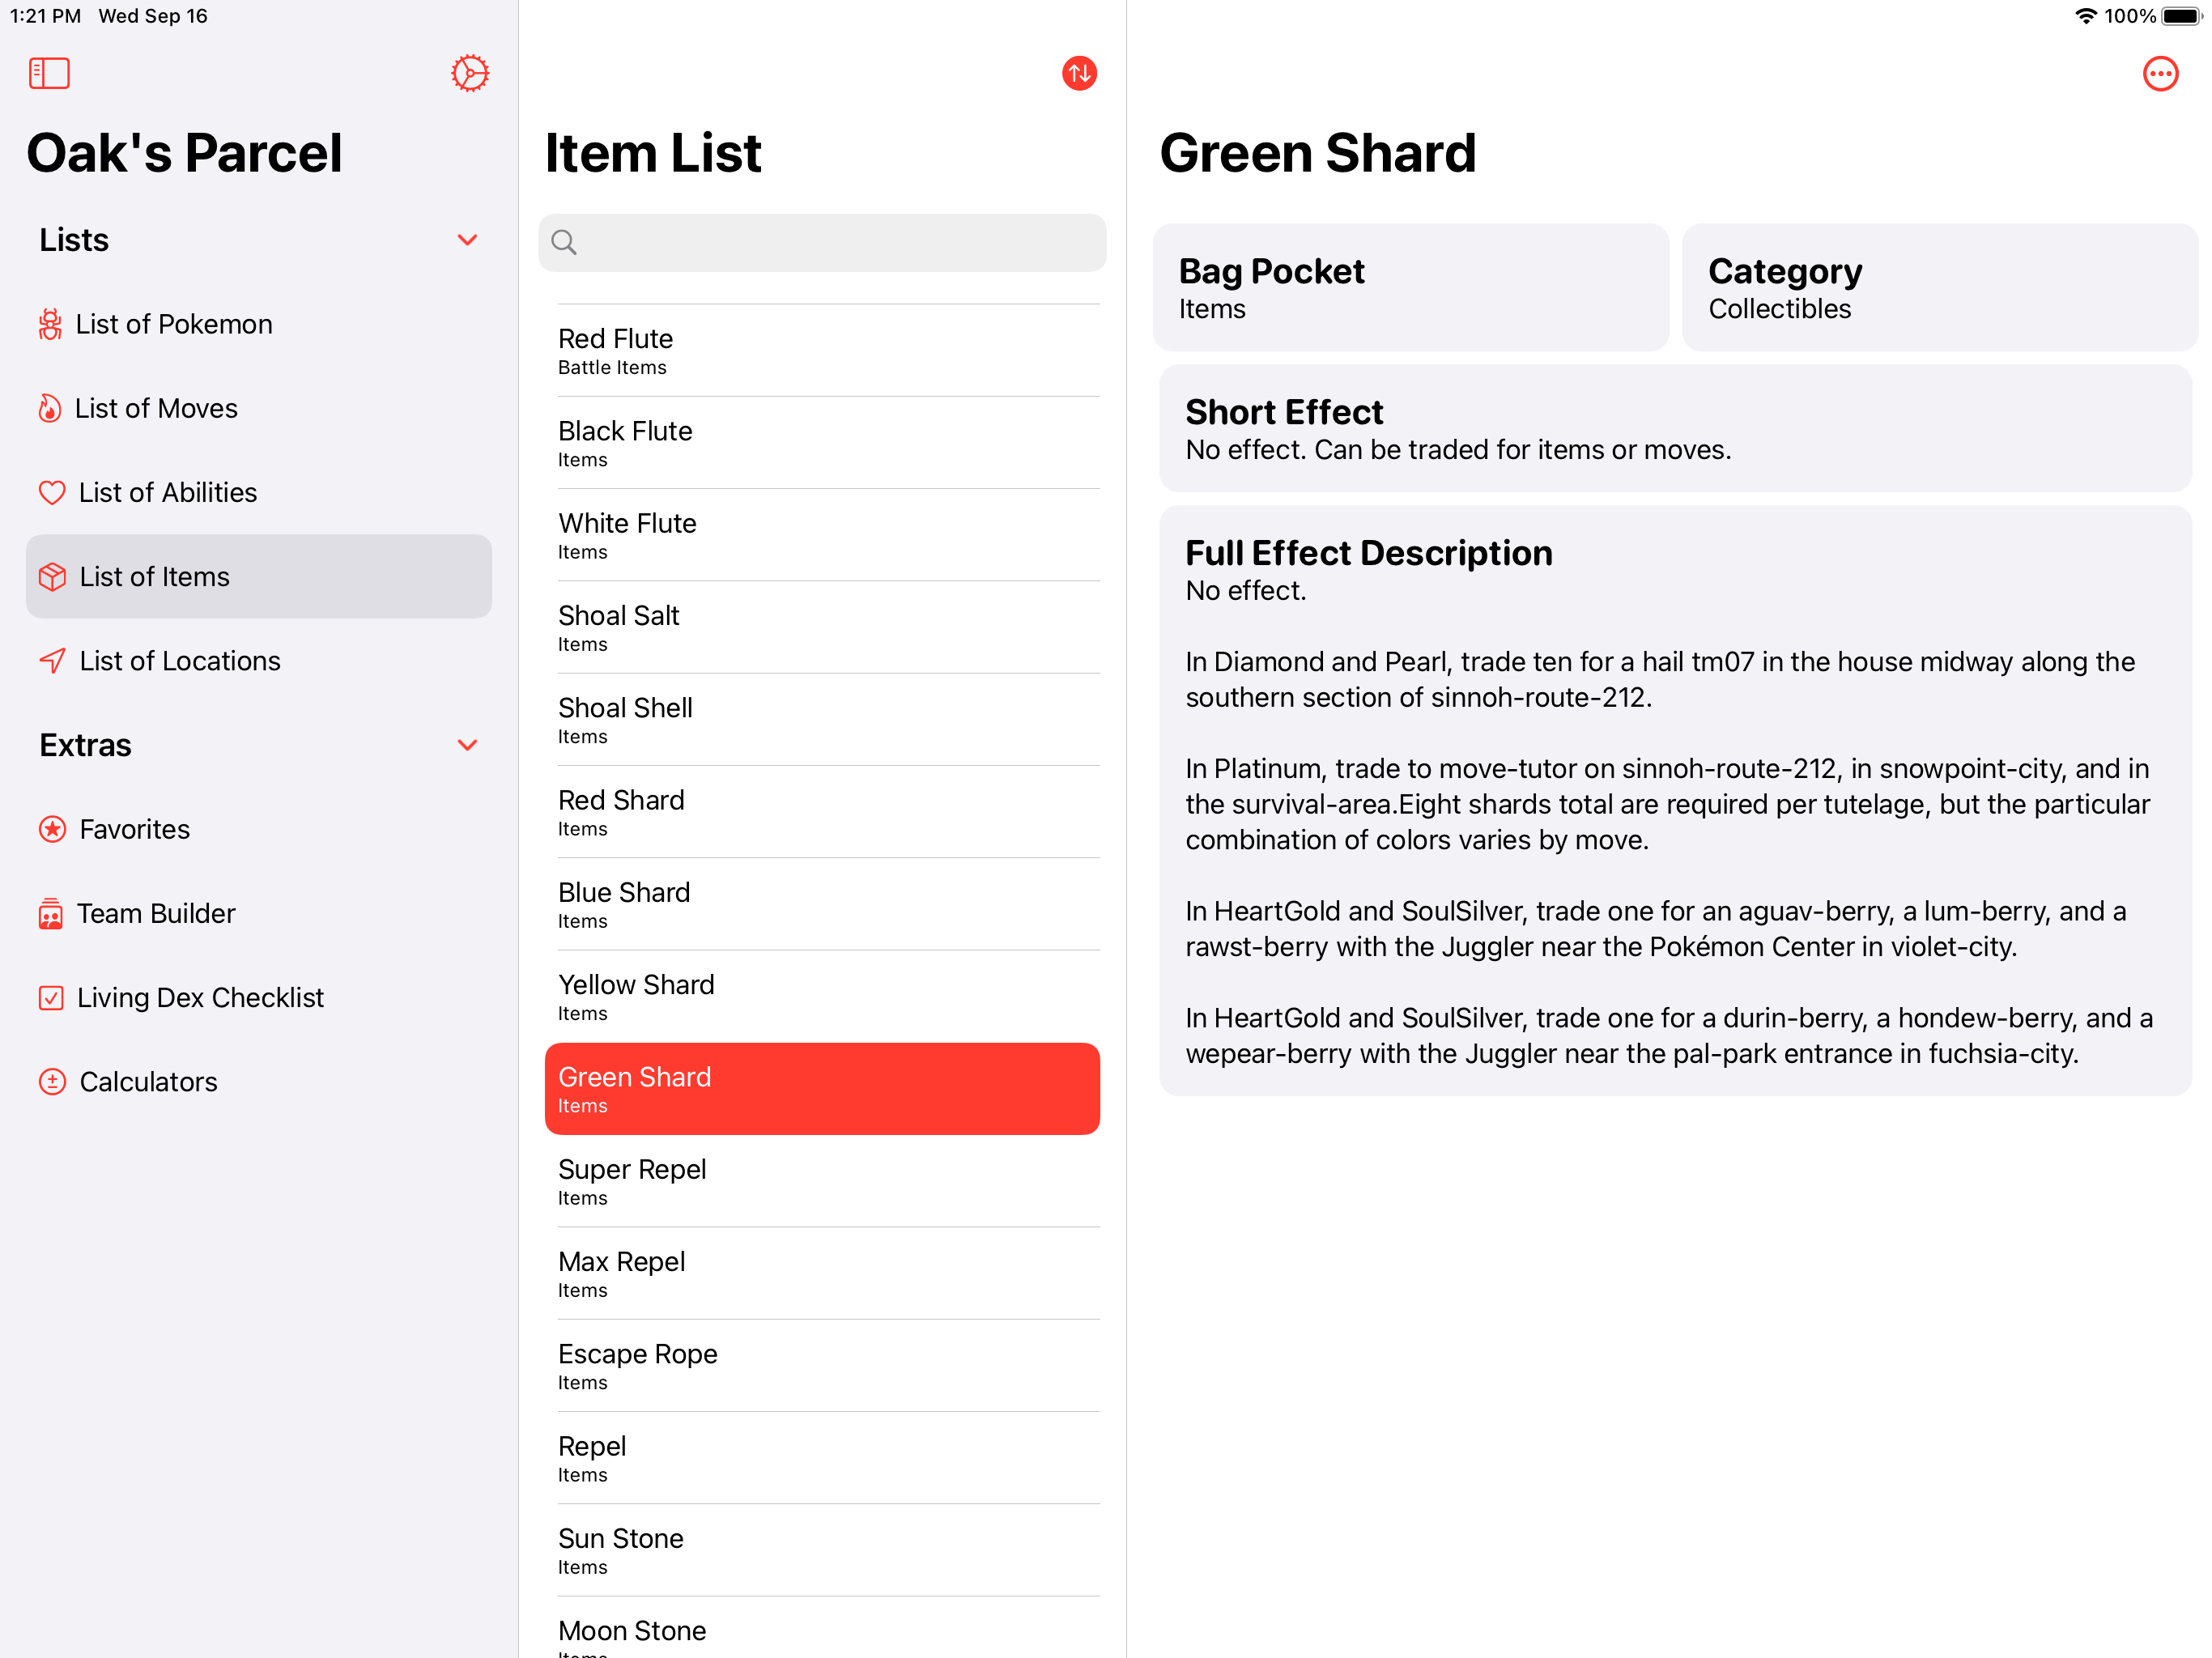 1:21 PM Wed Sep 16
100%
Oak's Parcel
Lists
List of Pokemon
List of Moves
List of Abilities
List of Items
List of Locations
Extras
Favorites
Team Builder
Living Dex Checklist
Calculators
Item List
Red Flute
Battle Items
Black Flute
Items
White Flute
Items
Shoal Salt
Items
Shoal Shell
Items
Red Shard
Items
Blue Shard
Items
Yellow Shard
Items
Green Shard
Items
Super Repel
Items
Max Repel
Items
Escape Rope
Items
Repel
Items
Sun Stone
Items
Moon Stone
Items
Green Shard
Bag Pocket
Items
Category
Collectibles
Short Effect
No effect. Can be traded for items or moves.
Full Effect Description
No effect.
In Diamond and Pearl, trade ten for a hail tm07 in the house midway along the
southern section of sinnoh-route-212.
In Platinum, trade to move-tutor on sinnoh-route-212, in snowpoint-city, and in
the survival-area.Eight shards total are required per tutelage, but the particular
combination of colors varies by move.
In HeartGold and SoulSilver, trade one for an aguav-berry, a lum-berry, and a
rawst-berry with the Juggler near the Pokémon Center in violet-city.
In HeartGold and SoulSilver, trade one for a durin-berry, a hondew-berry, and a
wepear-berry with the Juggler near the pal-park entrance in fuchsia-city.